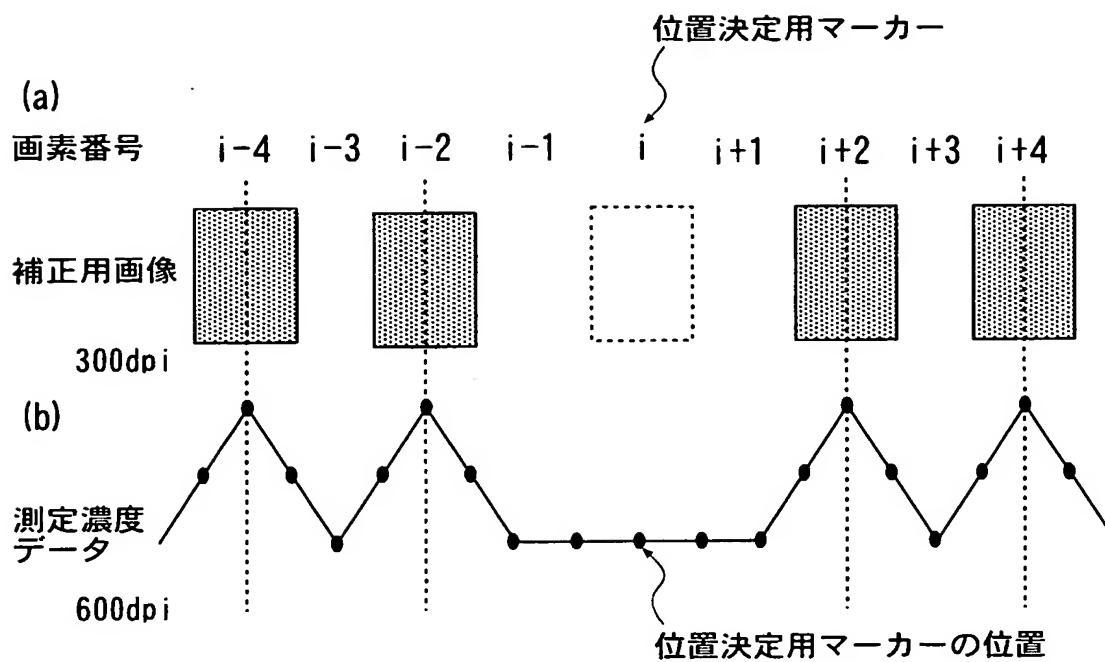 位置決定用マーカー
(a)
画素番号 i-4 i-3 i-2 i-1 i i+1 i+2 i+3 i+4
補正用画像
300dpi
(b)
測定濃度
データ
600dpi
位置決定用マーカーの位置